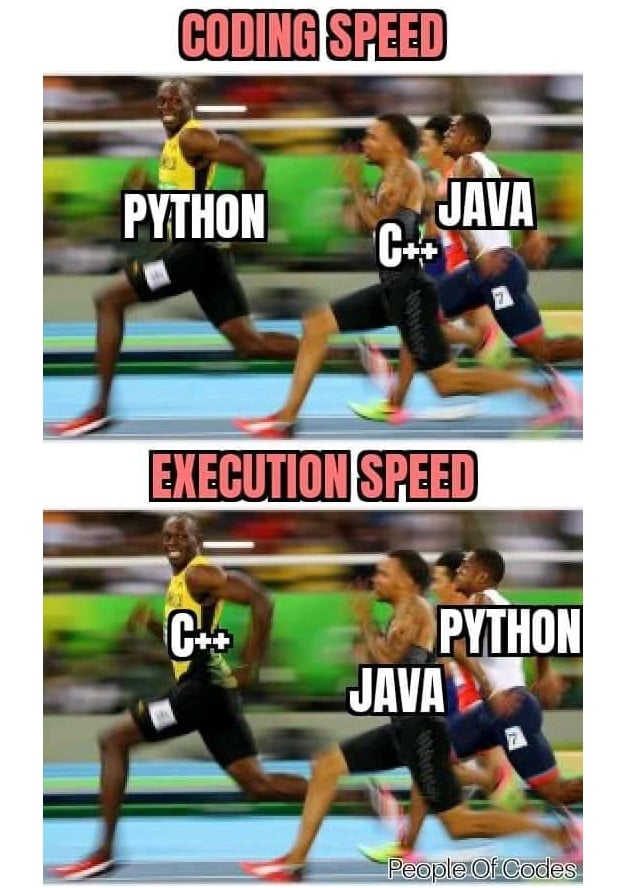 CODING SPEED
PYTHON
C++
JAVA
EXECUTION SPEED
C++
JAVA
PYTHON
People Of Codes